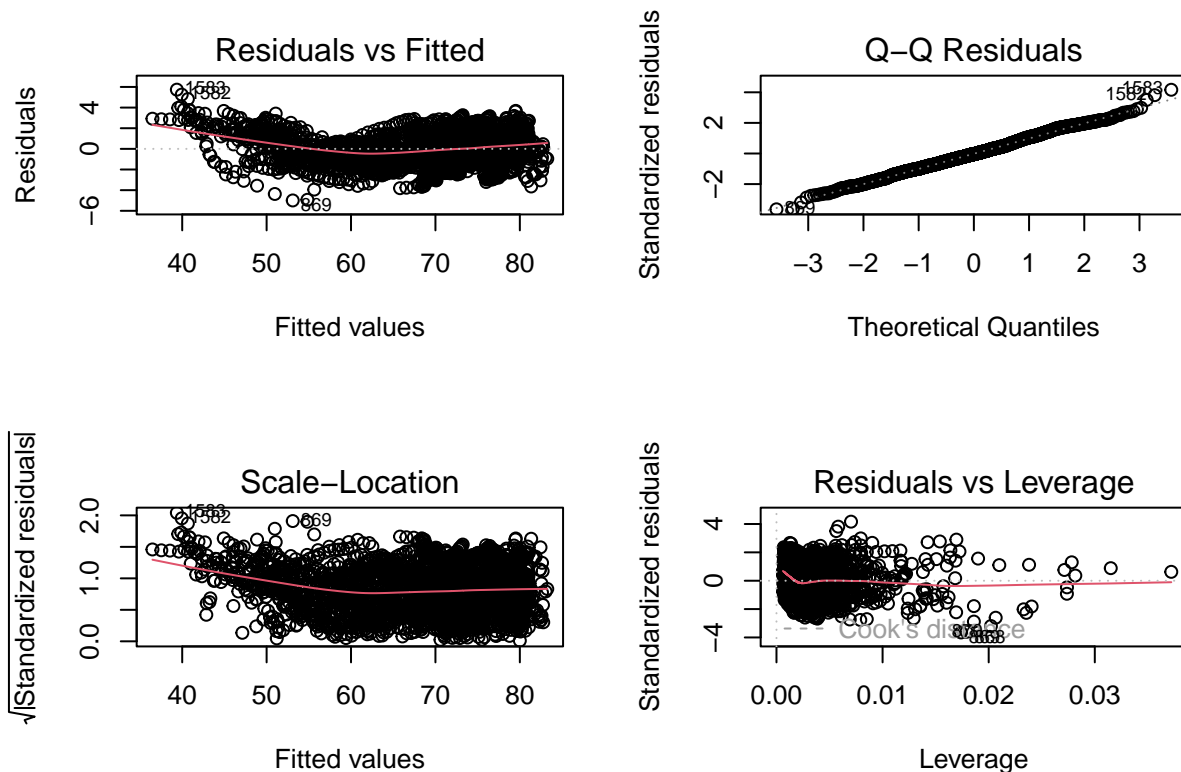 Residuals vs Fitted
Residuals
4
0
−6
1583
1582
869
40 50 60 70 80
Fitted values
Q−Q Residuals
Standardized residuals
2
−2
1583
1582
869
−3 −2 −1 0 1 2 3
Theoretical Quantiles
Scale−Location
√|Standardized residuals|
2.0
1.0
0.0
1583
1582
869
40 50 60 70 80
Fitted values
Residuals vs Leverage
Standardized residuals
4
0
−4
Cook's distance
0.00 0.01 0.02 0.03
Leverage